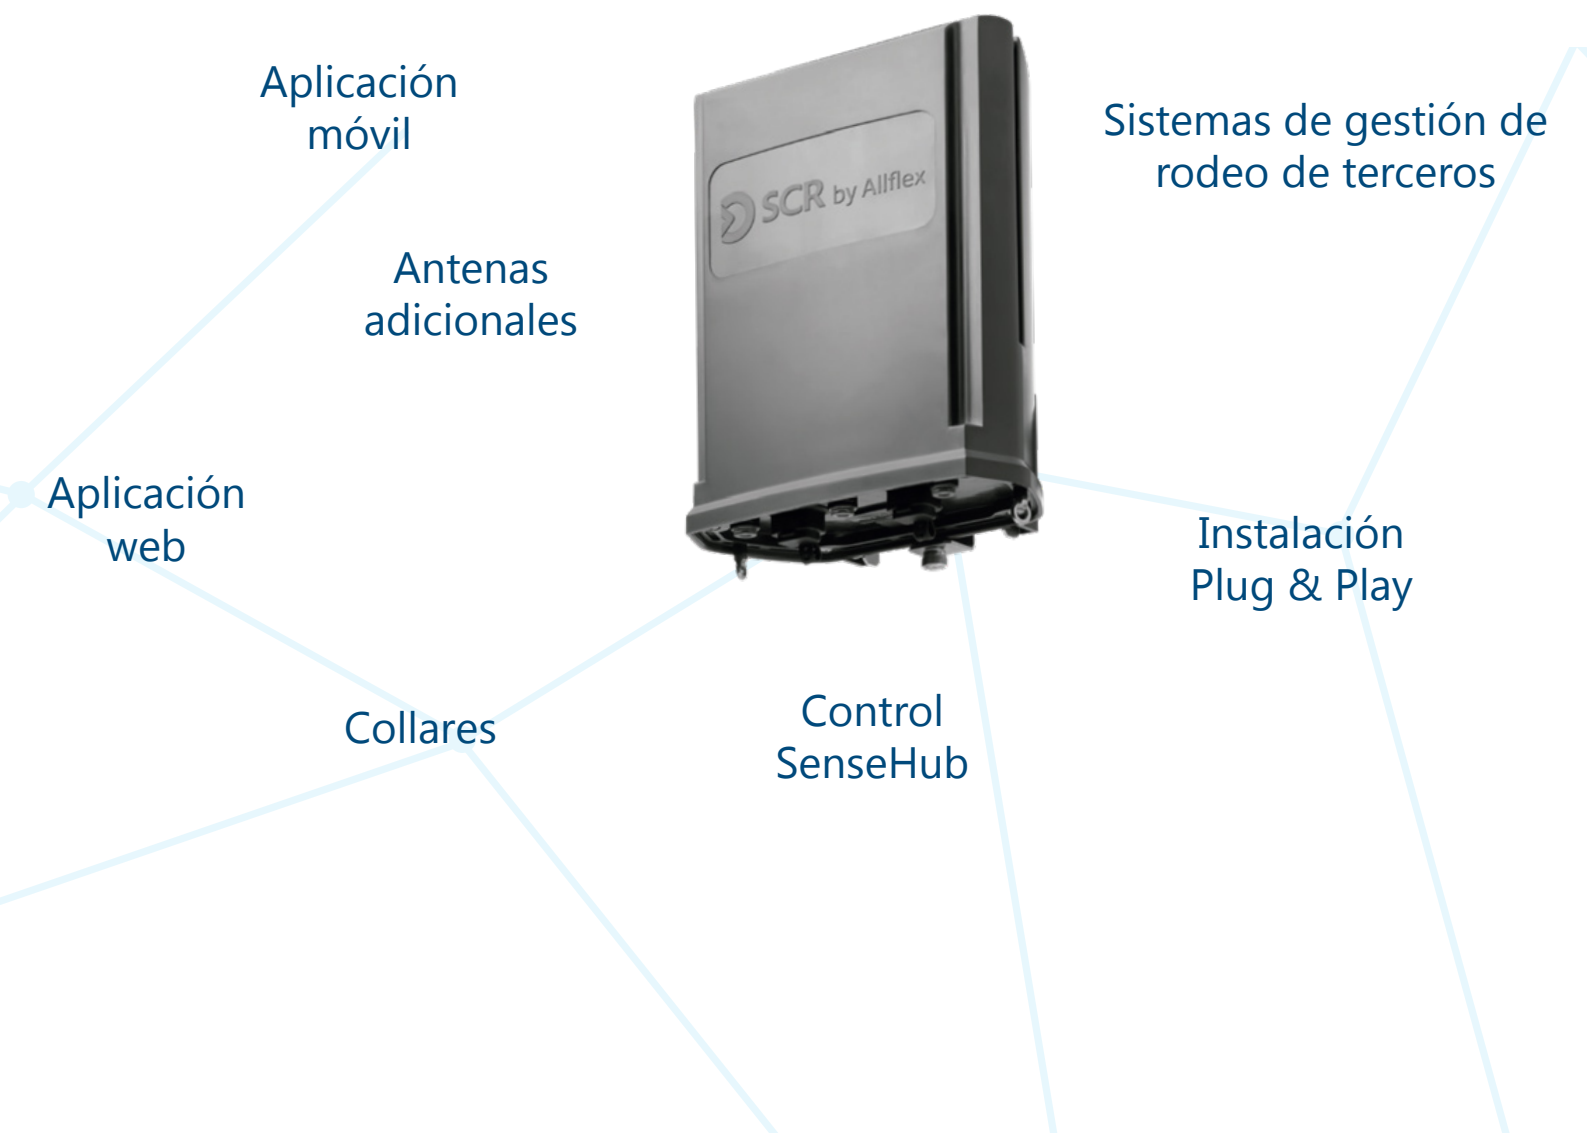 Aplicación
móvil
SCR by Allflex
Sistemas de gestión de
rodeo de terceros
Antenas
adicionales
Aplicación
web
Instalación
Plug & Play
Collares
Control
SenseHub